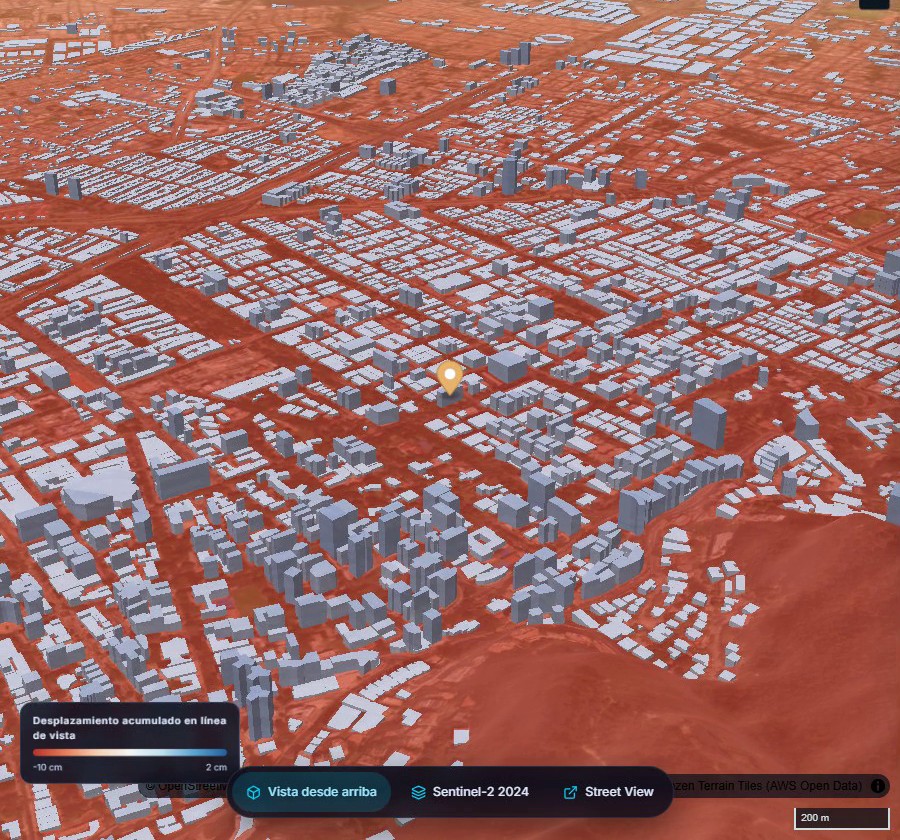 Desplazamiento acumulado en línea
de vista
-10 cm 2 cm
© OpenStreet
Vista desde arriba
Sentinel-2 2024
Street View
Terrain Tiles (AWS Open Data)
200 m